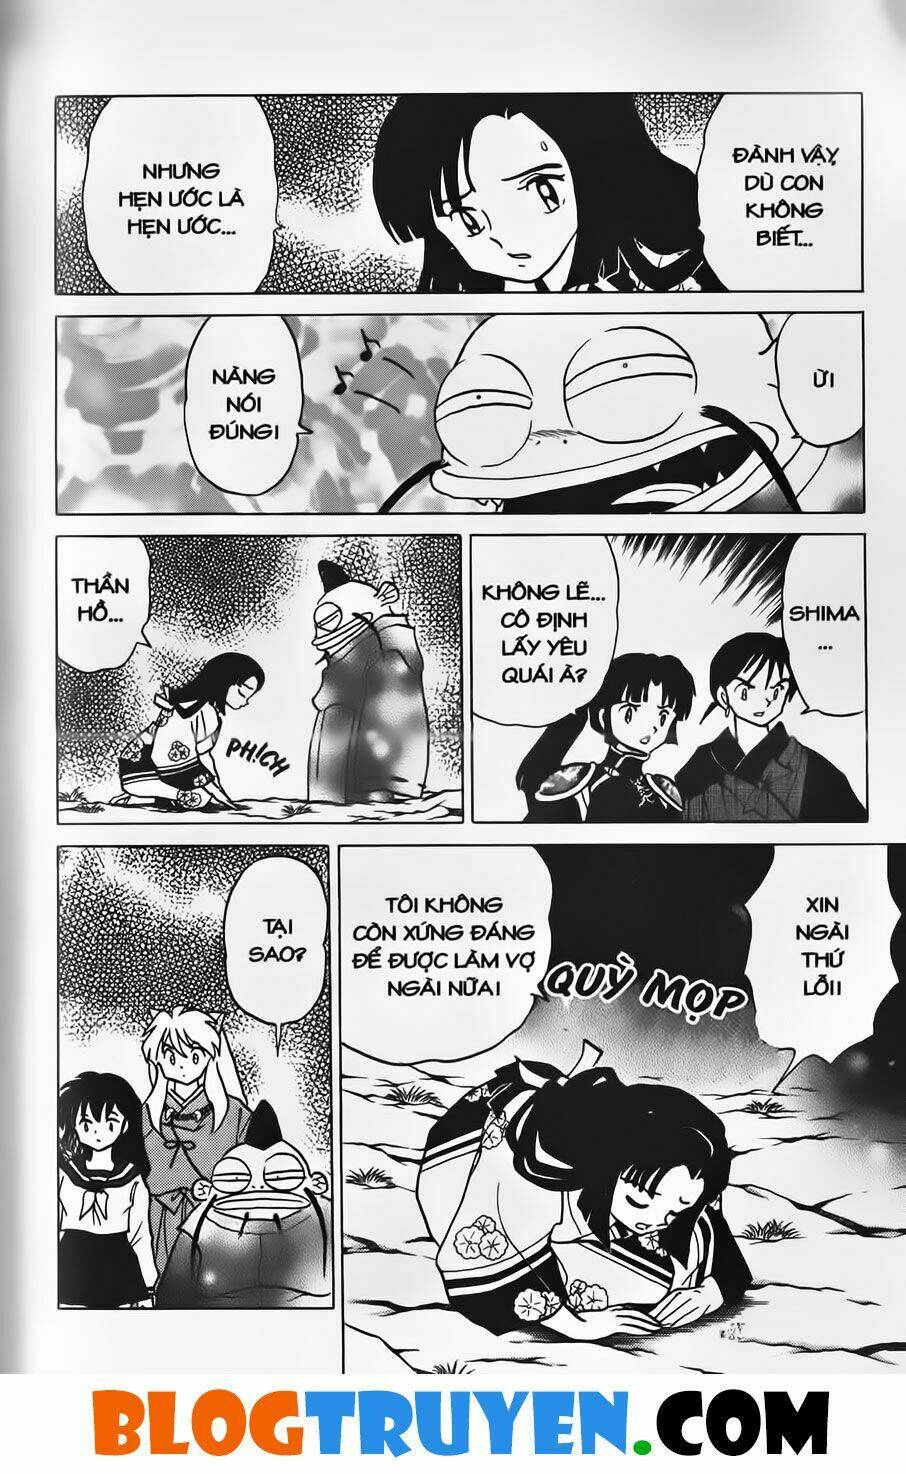 ĐÀNH VẬY,
DÙ CON
KHÔNG
BIẾT...
NHƯNG
HẸN ƯỚC LÀ
HẸN ƯỚC...
ỪI
NÀNG
NÓI
ĐÚNG!
SHIMA
...
KHÔNG LẼ...
CÔ ĐỊNH
LẤY YÊU
QUÁI À?
THẦN
HỒ...
PHỊCH
XIN
NGÀI
THỨ
LỖI!
TÔI KHÔNG
CÒN XỨNG ĐÁNG
ĐỂ ĐƯỢC LÀM VỢ
NGÀI NỮA!
QUỲ MỌP
TẠI
SAO?
BLOGTRUYEN.COM